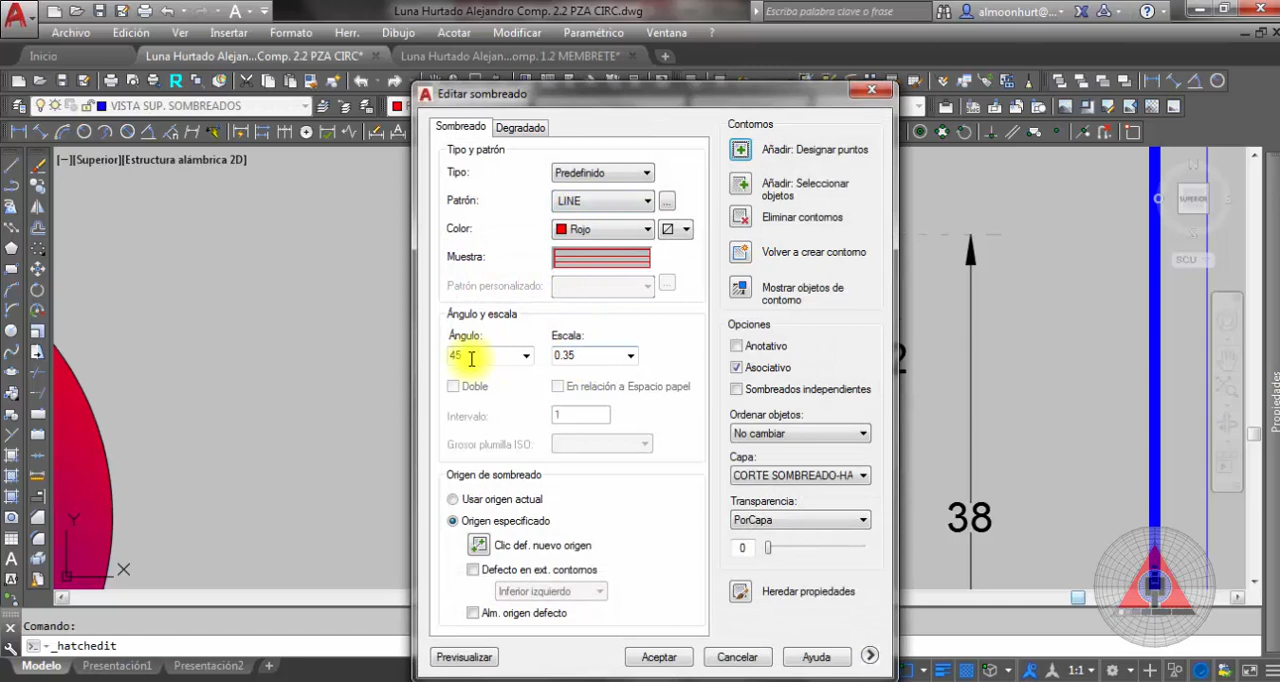 Luna Hurtado Alejandro Comp. 2.2 PZA CIRC.dwg
Escriba palabra clave o frase
almoonhurt@...
Archivo Edición Ver Insertar Formato Herr. Dibujo Acotar Modificar Paramétrico Ventana ?
Inicio
Luna Hurtado Alejan...Comp. 2.2 PZA CIRC*
Luna Hurtado Alejan...omp. 1.2 MEMBRETE*
VISTA SUP. SOMBREADOS
[−][Superior][Estructura alámbrica 2D]
Editar sombreado
Sombreado
Degradado
Tipo y patrón
Tipo:
Predefinido
Patrón:
LINE
Color:
Rojo
Muestra:
Patrón personalizado:
Ángulo y escala
Ángulo:
Escala:
45
0.35
Doble
En relación a Espacio papel
Intervalo:
1
Grosor plumilla ISO:
Origen de sombreado
Usar origen actual
Origen especificado
Clic def. nuevo origen
Defecto en ext. contornos
Inferior izquierdo
Alm. origen defecto
Contornos
Añadir: Designar puntos
Añadir: Seleccionar
objetos
Eliminar contornos
Volver a crear contorno
Mostrar objetos de
contorno
Opciones
Anotativo
Asociativo
Sombreados independientes
Ordenar objetos:
No cambiar
Capa:
CORTE SOMBREADO-HA
Transparencia:
PorCapa
0
Heredar propiedades
Previsualizar
Aceptar
Cancelar
Ayuda
SUPERIOR
SCU
38
Propiedades
Y
X
Comando:
_hatchedit
Modelo
Presentación1
Presentación2
+
1:1